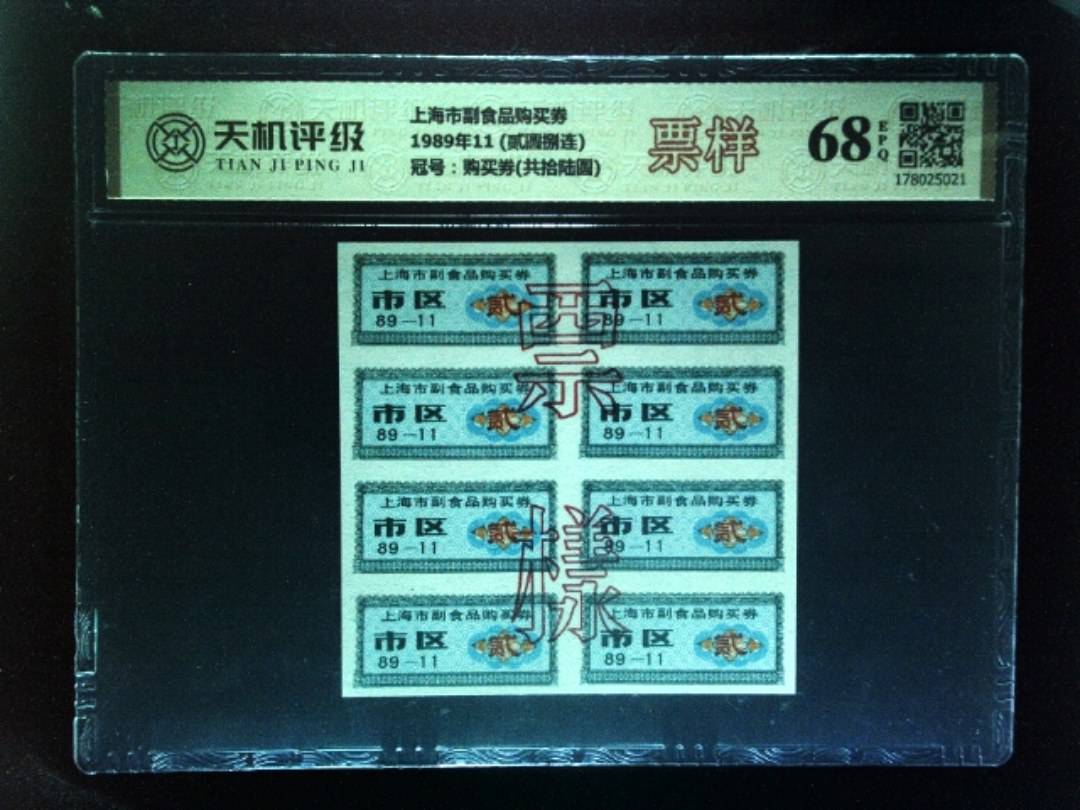 天机评级
TIAN JI PING JI
上海市副食品购买券
1989年11 (贰圆捌连)
冠号：购买券(共拾陆圆)
票样
68
EPQ
178025021
上海市副食品购买券
市区
89-11
贰
上海市副食品购买券
市区
89-11
贰
上海市副食品购买券
市区
89-11
贰
上海市副食品购买券
市区
89-11
贰
上海市副食品购买券
市区
89-11
贰
上海市副食品购买券
市区
89-11
贰
上海市副食品购买券
市区
89-11
贰
上海市副食品购买券
市区
89-11
贰
票樣